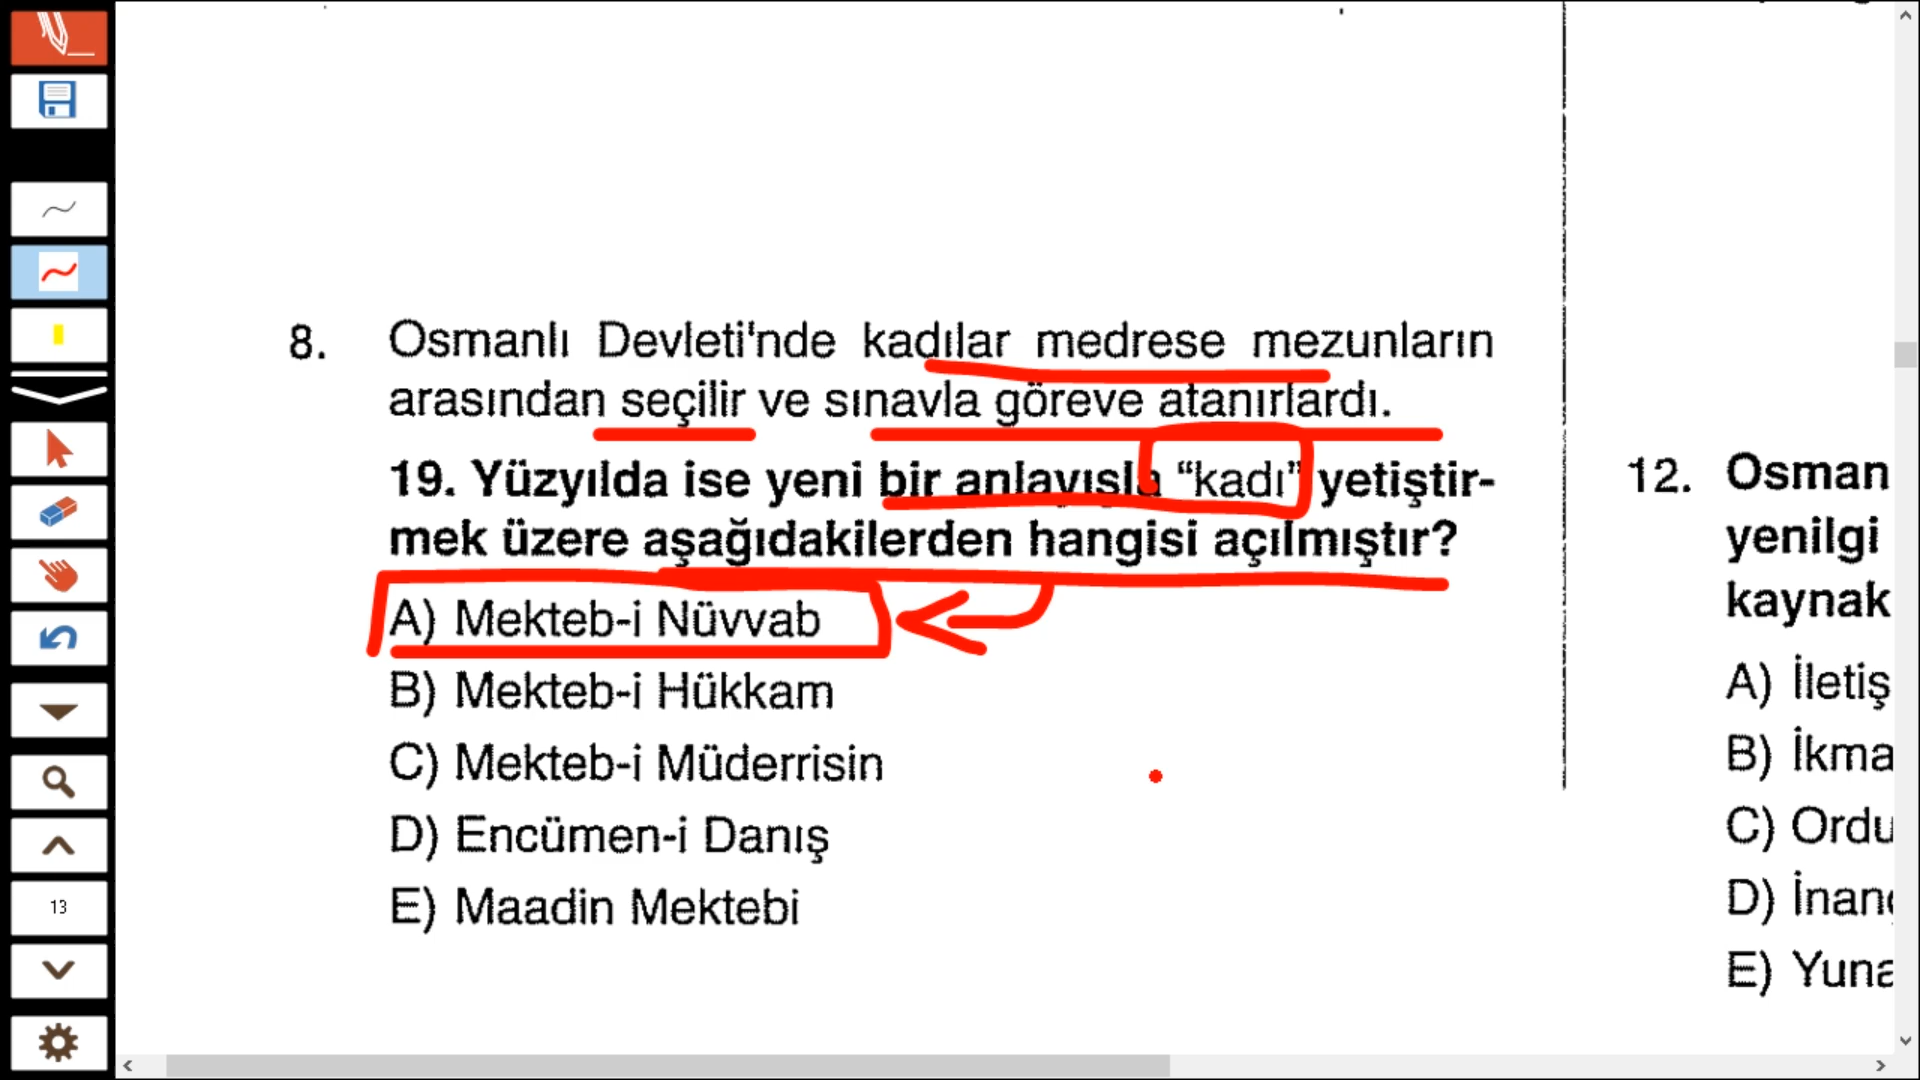 8. Osmanlı Devleti'nde kadılar medrese mezunların
arasından seçilir ve sınavla göreve atanırlardı.
19. Yüzyılda ise yeni bir anlayışla “kadı” yetiştir-
mek üzere aşağıdakilerden hangisi açılmıştır?
A) Mekteb-i Nüvvab
B) Mekteb-i Hükkam
C) Mekteb-i Müderrisin
D) Encümen-i Danış
E) Maadin Mektebi
12. Osman
yenilgi
kaynak
A) İletiş
B) İkma
C) Ordu
D) İnan
E) Yuna
13